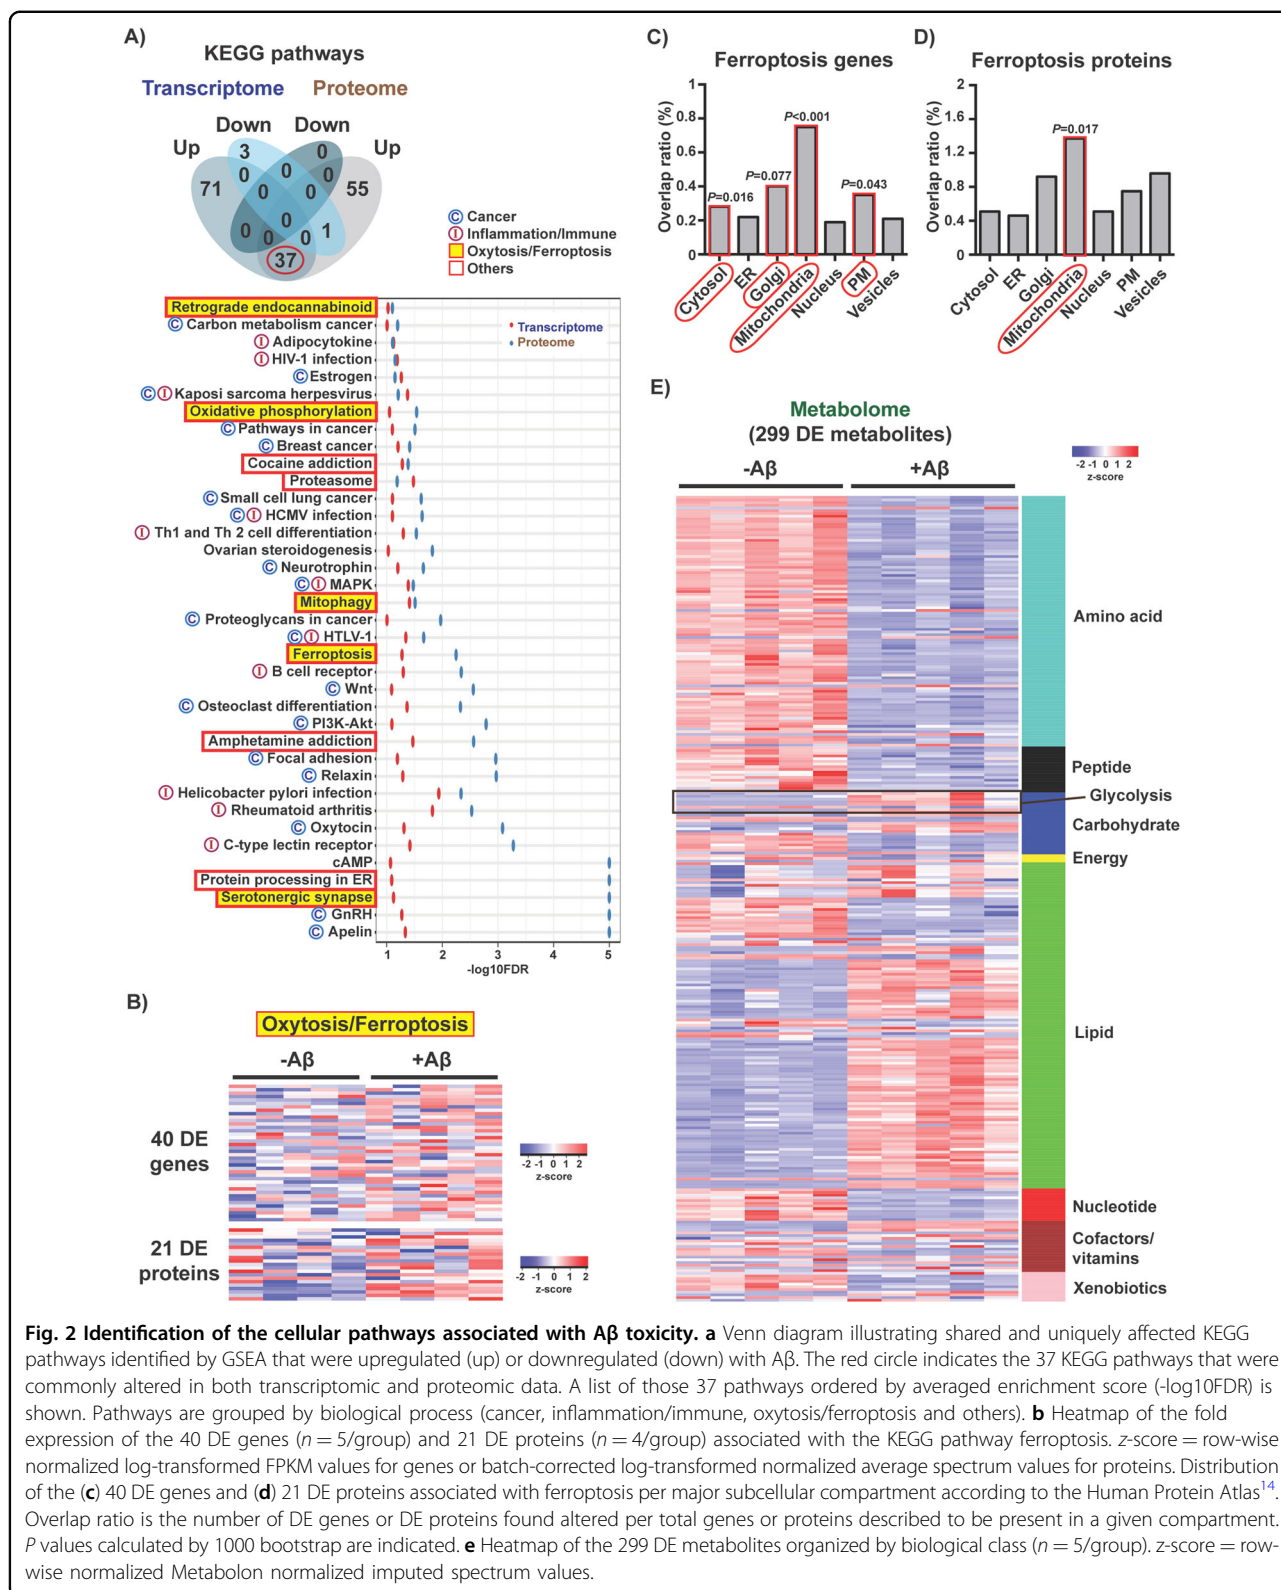 A)
KEGG pathways
Transcriptome Proteome
Down Down
Up Up
3 0
71 0 0 0 55
0 0 0
0
0 0 0 0 1
37
C Cancer
I Inflammation/Immune
Oxytosis/Ferroptosis
Others
Transcriptome
Proteome
Retrograde endocannabinoid
C Carbon metabolism cancer
I Adipocytokine
I HIV-1 infection
C Estrogen
C I Kaposi sarcoma herpesvirus
Oxidative phosphorylation
C Pathways in cancer
C Breast cancer
Cocaine addiction
Proteasome
C Small cell lung cancer
C I HCMV infection
I Th1 and Th 2 cell differentiation
Ovarian steroidogenesis
C Neurotrophin
C I MAPK
Mitophagy
C Proteoglycans in cancer
C I HTLV-1
Ferroptosis
I B cell receptor
C Wnt
C Osteoclast differentiation
C PI3K-Akt
Amphetamine addiction
C Focal adhesion
C Relaxin
I Helicobacter pylori infection
I Rheumatoid arthritis
C Oxytocin
I C-type lectin receptor
cAMP
Protein processing in ER
Serotonergic synapse
C GnRH
C Apelin
1 2 3 4 5
-log10FDR
B)
Oxytosis/Ferroptosis
-Aβ +Aβ
40 DE
genes
-2 -1 0 1 2
z-score
21 DE
proteins
-2 -1 0 1 2
z-score
C)
Ferroptosis genes
Overlap ratio (%)
1
0.8
0.6
0.4
0.2
0
P=0.016
P=0.077
P<0.001
P=0.043
Cytosol
ER
Golgi
Mitochondria
Nucleus
PM
Vesicles
D)
Ferroptosis proteins
Overlap ratio (%)
2
1.6
1.2
0.8
0.4
0
P=0.017
Cytosol
ER
Golgi
Mitochondria
Nucleus
PM
Vesicles
E)
Metabolome
(299 DE metabolites)
-Aβ +Aβ
-2 -1 0 1 2
z-score
Amino acid
Peptide
Glycolysis
Carbohydrate
Energy
Lipid
Nucleotide
Cofactors/
vitamins
Xenobiotics
Fig. 2 Identification of the cellular pathways associated with Aβ toxicity. a Venn diagram illustrating shared and uniquely affected KEGG
pathways identified by GSEA that were upregulated (up) or downregulated (down) with Aβ. The red circle indicates the 37 KEGG pathways that were
commonly altered in both transcriptomic and proteomic data. A list of those 37 pathways ordered by averaged enrichment score (-log10FDR) is
shown. Pathways are grouped by biological process (cancer, inflammation/immune, oxytosis/ferroptosis and others). b Heatmap of the fold
expression of the 40 DE genes (n = 5/group) and 21 DE proteins (n = 4/group) associated with the KEGG pathway ferroptosis. z-score = row-wise
normalized log-transformed FPKM values for genes or batch-corrected log-transformed normalized average spectrum values for proteins. Distribution
of the (c) 40 DE genes and (d) 21 DE proteins associated with ferroptosis per major subcellular compartment according to the Human Protein Atlas14.
Overlap ratio is the number of DE genes or DE proteins found altered per total genes or proteins described to be present in a given compartment.
P values calculated by 1000 bootstrap are indicated. e Heatmap of the 299 DE metabolites organized by biological class (n = 5/group). z-score = row-
wise normalized Metabolon normalized imputed spectrum values.